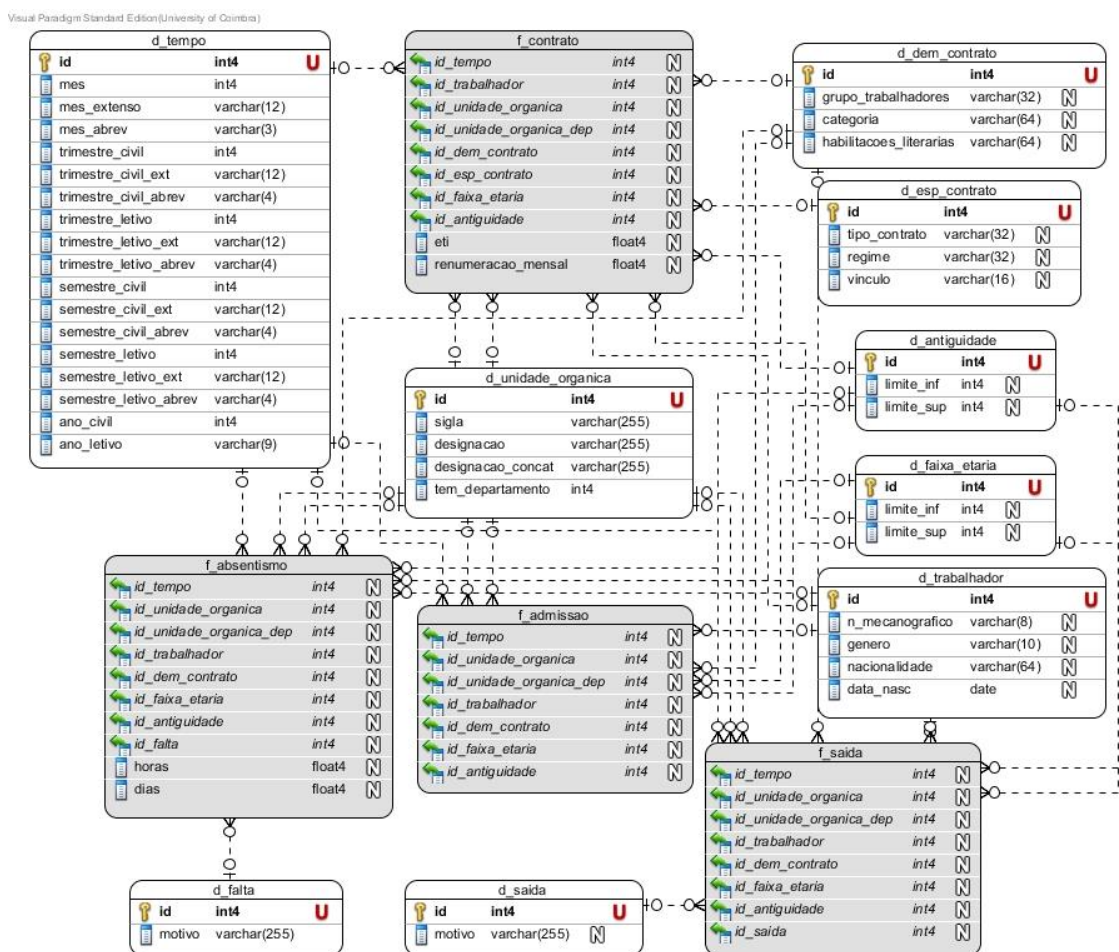 Visual Paradigm Standard Edition(University of Coimbra)
d_tempo
id int4 U
mes int4
mes_extenso varchar(12)
mes_abrev varchar(3)
trimestre_civil int4
trimestre_civil_ext varchar(12)
trimestre_civil_abrev varchar(4)
trimestre_letivo int4
trimestre_letivo_ext varchar(12)
trimestre_letivo_abrev varchar(4)
semestre_civil int4
semestre_civil_ext varchar(12)
semestre_civil_abrev varchar(4)
semestre_letivo int4
semestre_letivo_ext varchar(12)
semestre_letivo_abrev varchar(4)
ano_civil int4
ano_letivo varchar(9)
f_contrato
id_tempo int4 N
id_trabalhador int4 N
id_unidade_organica int4 N
id_unidade_organica_dep int4 N
id_dem_contrato int4 N
id_esp_contrato int4 N
id_faixa_etaria int4 N
id_antiguidade int4 N
eti float4 N
renumeracao_mensal float4 N
d_dem_contrato
id int4 U
grupo_trabalhadores varchar(32) N
categoria varchar(64) N
habilitacoes_literarias varchar(64) N
d_esp_contrato
id int4 U
tipo_contrato varchar(32) N
regime varchar(32) N
vinculo varchar(16) N
d_antiguidade
id int4 U
limite_inf int4 N
limite_sup int4 N
d_unidade_organica
id int4 U
sigla varchar(255)
designacao varchar(255)
designacao_concat varchar(255)
tem_departamento int4
d_faixa_etaria
id int4 U
limite_inf int4 N
limite_sup int4 N
f_absentismo
id_tempo int4 N
id_unidade_organica int4 N
id_unidade_organica_dep int4 N
id_trabalhador int4 N
id_dem_contrato int4 N
id_faixa_etaria int4 N
id_antiguidade int4 N
id_falta int4 N
horas float4 N
dias float4 N
f_admissao
id_tempo int4 N
id_unidade_organica int4 N
id_unidade_organica_dep int4 N
id_trabalhador int4 N
id_dem_contrato int4 N
id_faixa_etaria int4 N
id_antiguidade int4 N
d_trabalhador
id int4 U
n_mecanografico varchar(8) N
genero varchar(10) N
nacionalidade varchar(64) N
data_nasc date N
f_saida
id_tempo int4 N
id_unidade_organica int4 N
id_unidade_organica_dep int4 N
id_trabalhador int4 N
id_dem_contrato int4 N
id_faixa_etaria int4 N
id_antiguidade int4 N
id_saida int4 N
d_falta
id int4 U
motivo varchar(255)
d_saida
id int4 U
motivo varchar(255) N